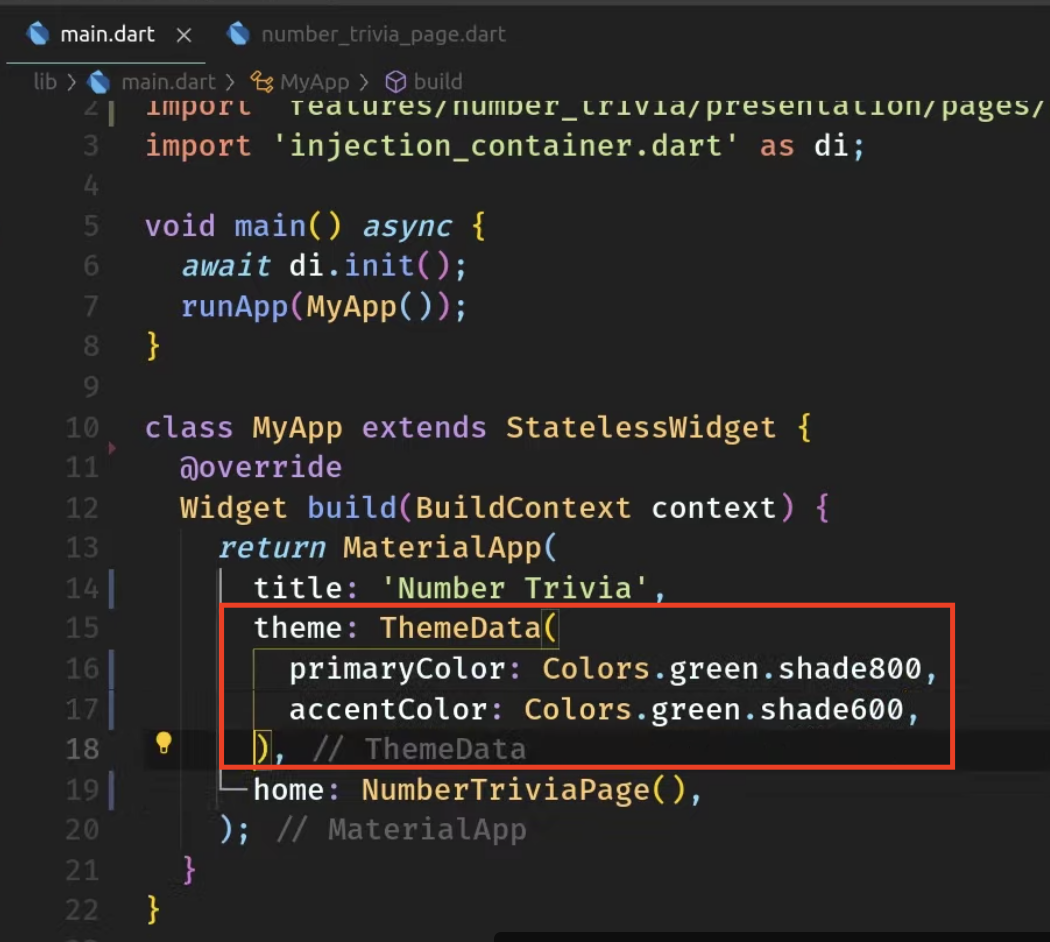 main.dart × number_trivia_page.dart
lib > main.dart > MyApp > build
2 import 'features/number_trivia/presentation/pages/
3 import 'injection_container.dart' as di;
4
5 void main() async {
6 await di.init();
7 runApp(MyApp());
8 }
9
10 class MyApp extends StatelessWidget {
11 @override
12 Widget build(BuildContext context) {
13 return MaterialApp(
14 title: 'Number Trivia',
15 theme: ThemeData(
16 primaryColor: Colors.green.shade800,
17 accentColor: Colors.green.shade600,
18 ), // ThemeData
19 home: NumberTriviaPage(),
20 ); // MaterialApp
21 }
22 }